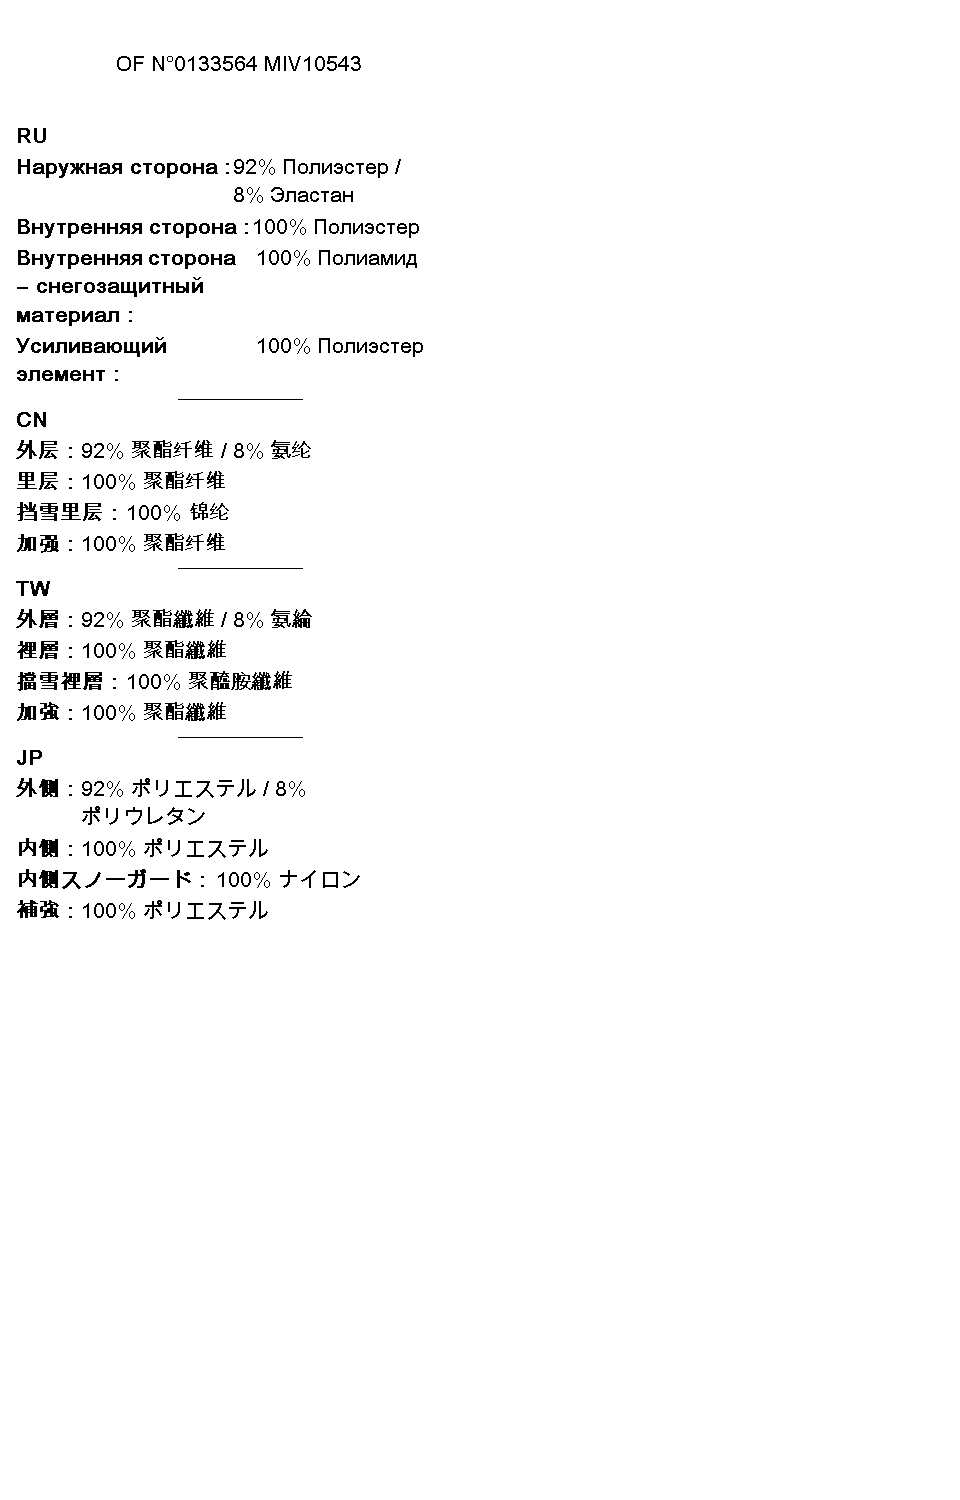 OF N°0133564 MIV10543
RU
Наружная сторона : 92% Полиэстер /
8% Эластан
Внутренняя сторона : 100% Полиэстер
Внутренняя сторона 100% Полиамид
– снегозащитный
материал :
Усиливающий 100% Полиэстер
элемент :
CN
外层 : 92% 聚酯纤维 / 8% 氨纶
里层 : 100% 聚酯纤维
挡雪里层 : 100% 锦纶
加强 : 100% 聚酯纤维
TW
外層 : 92% 聚酯纖維 / 8% 氨綸
裡層 : 100% 聚酯纖維
擋雪裡層 : 100% 聚醯胺纖維
加強 : 100% 聚酯纖維
JP
外側 : 92% ポリエステル / 8%
ポリウレタン
内側 : 100% ポリエステル
内側スノーガード : 100% ナイロン
補強 : 100% ポリエステル